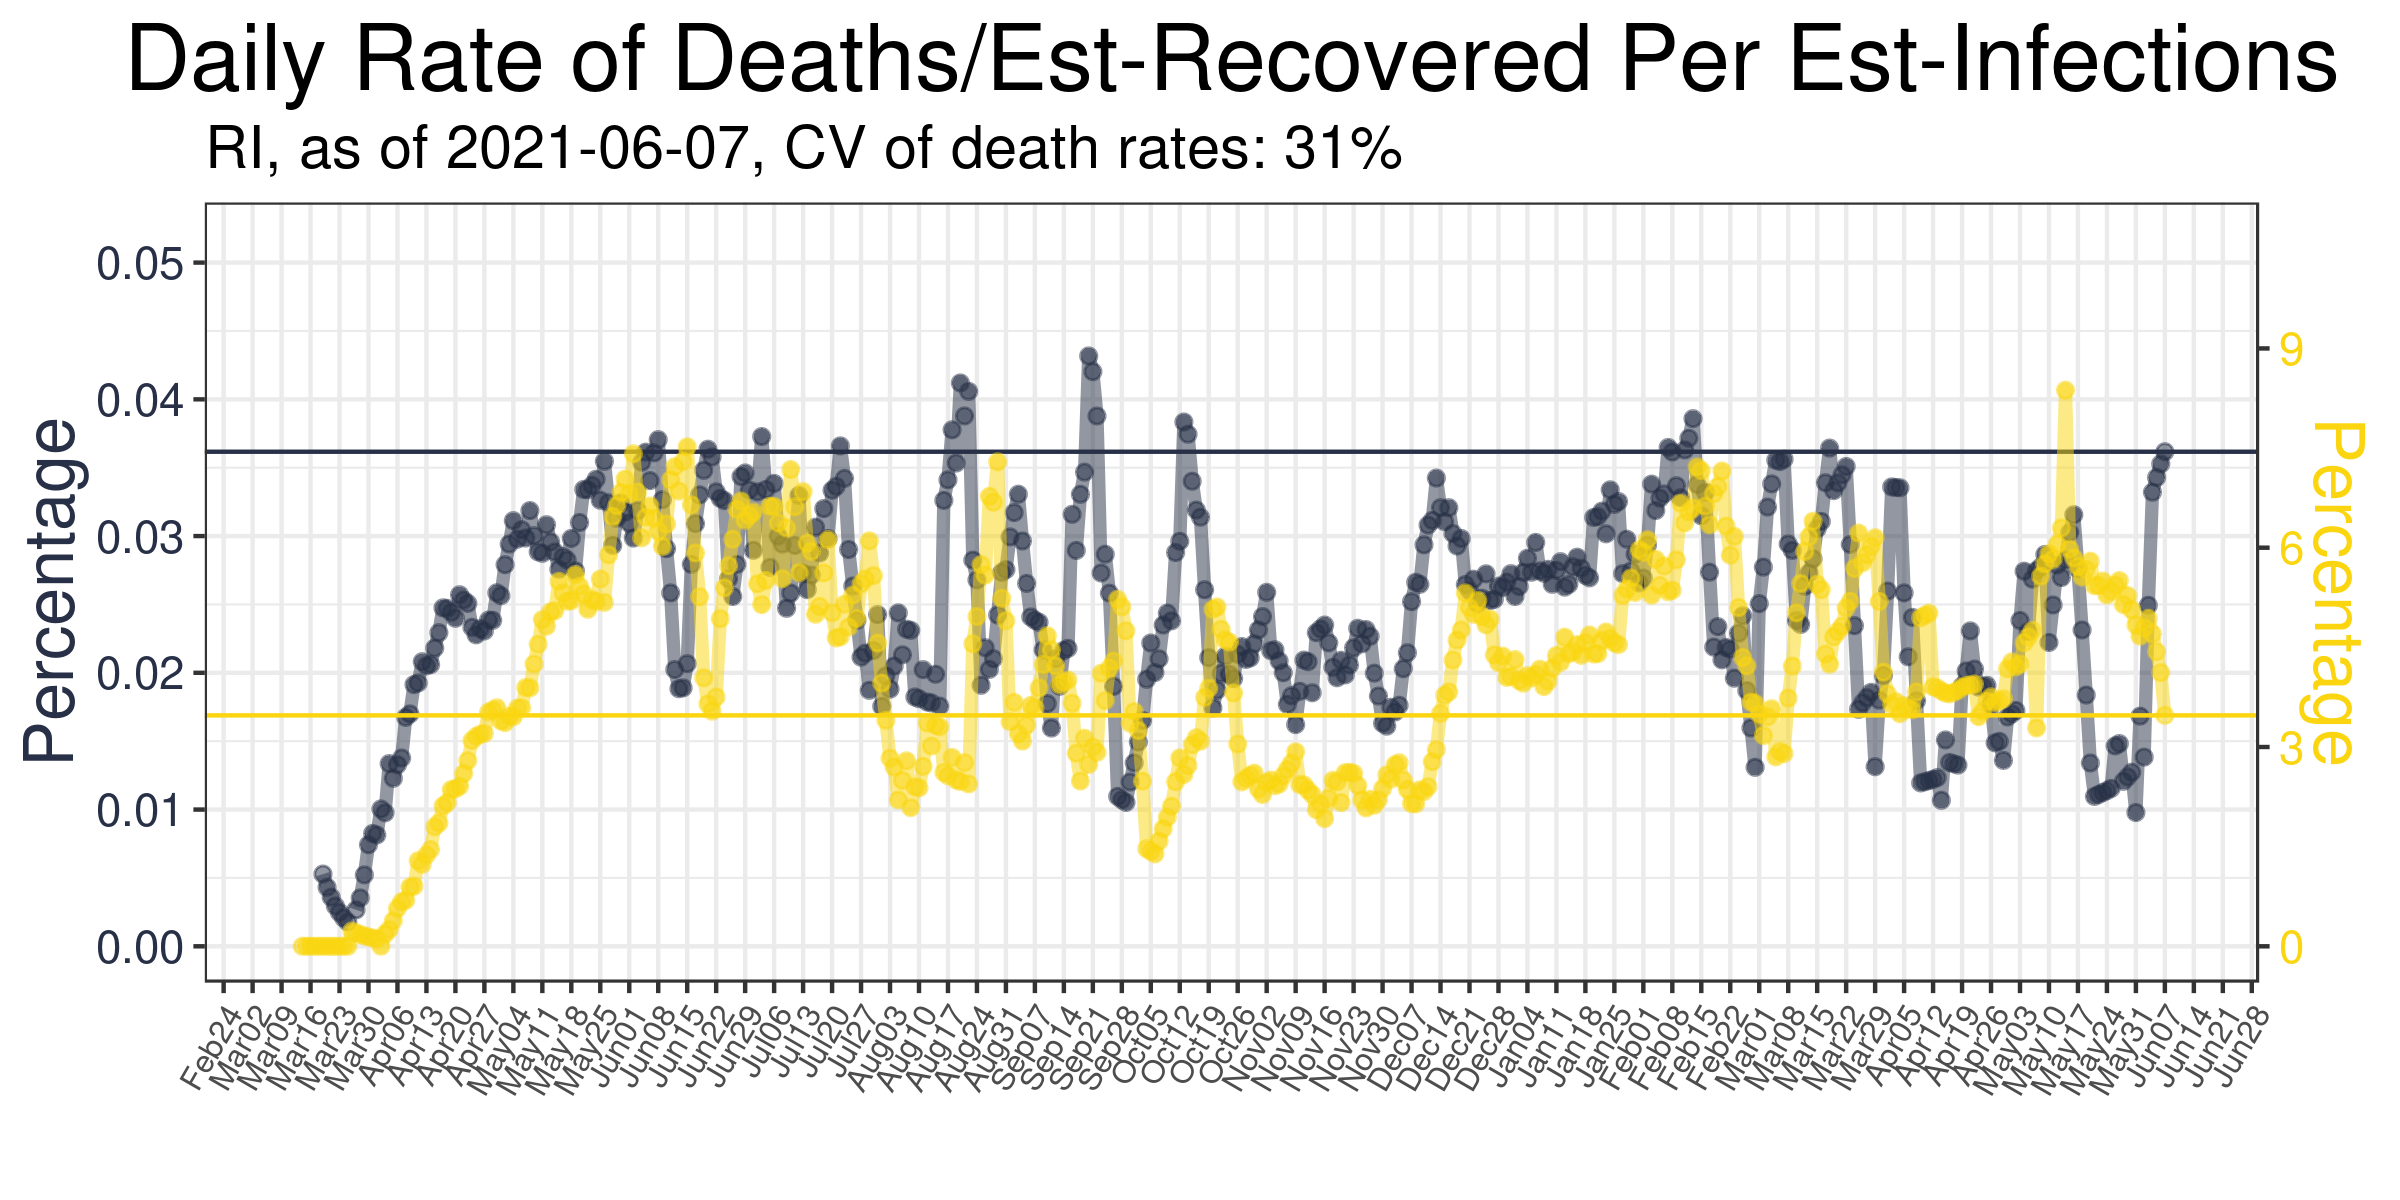 Daily Rate of Deaths/Est-Recovered Per Est-Infections
RI, as of 2021-06-07, CV of death rates: 31%
Percentage
0.05
0.04
0.03
0.02
0.01
0.00
9
6
3
0
Percentage
Feb24
Mar02
Mar09
Mar16
Mar23
Mar30
Apr06
Apr13
Apr20
Apr27
May04
May11
May18
May25
Jun01
Jun08
Jun15
Jun22
Jun29
Jul06
Jul13
Jul20
Jul27
Aug03
Aug10
Aug17
Aug24
Aug31
Sep07
Sep14
Sep21
Sep28
Oct05
Oct12
Oct19
Oct26
Nov02
Nov09
Nov16
Nov23
Nov30
Dec07
Dec14
Dec21
Dec28
Jan04
Jan11
Jan18
Jan25
Feb01
Feb08
Feb15
Feb22
Mar01
Mar08
Mar15
Mar22
Mar29
Apr05
Apr12
Apr19
Apr26
May03
May10
May17
May24
May31
Jun07
Jun14
Jun21
Jun28